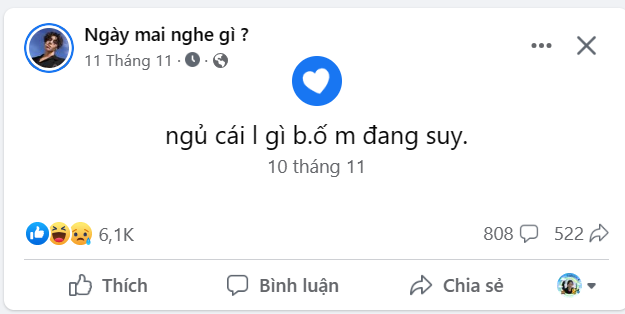 Ngày mai nghe gì ?
11 Tháng 11 ·  ·
ngủ cái l gì b.ố m đang suy.
10 tháng 11
6,1K
808 522
Thích Bình luận Chia sẻ